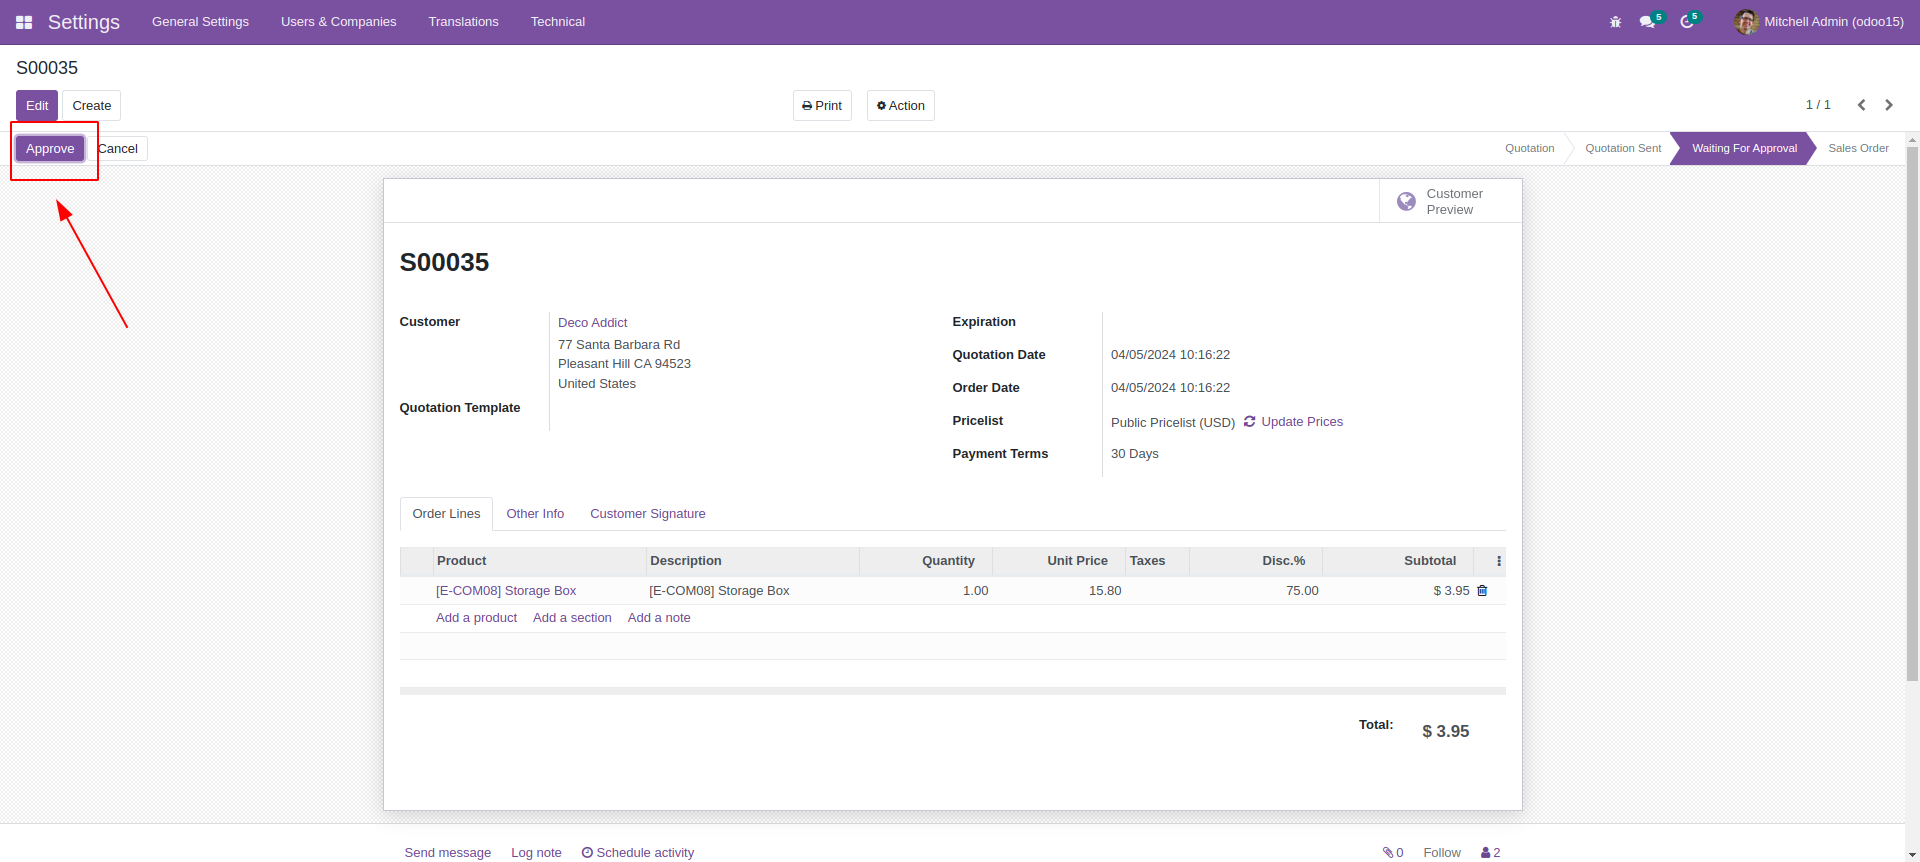 Settings General Settings Users & Companies Translations Technical 5 5 Mitchell Admin (odoo15)
S00035
Edit Create Print Action 1 / 1
Approve Cancel Quotation Quotation Sent Waiting For Approval Sales Order
Customer
Preview
S00035
Customer Deco Addict
77 Santa Barbara Rd
Pleasant Hill CA 94523
United States
Quotation Template
Expiration
Quotation Date 04/05/2024 10:16:22
Order Date 04/05/2024 10:16:22
Pricelist Public Pricelist (USD) Update Prices
Payment Terms 30 Days
Order Lines Other Info Customer Signature
Product Description Quantity Unit Price Taxes Disc.% Subtotal
[E-COM08] Storage Box [E-COM08] Storage Box 1.00 15.80 75.00 $ 3.95
Add a product Add a section Add a note
Total: $ 3.95
Send message Log note Schedule activity 0 Follow 2